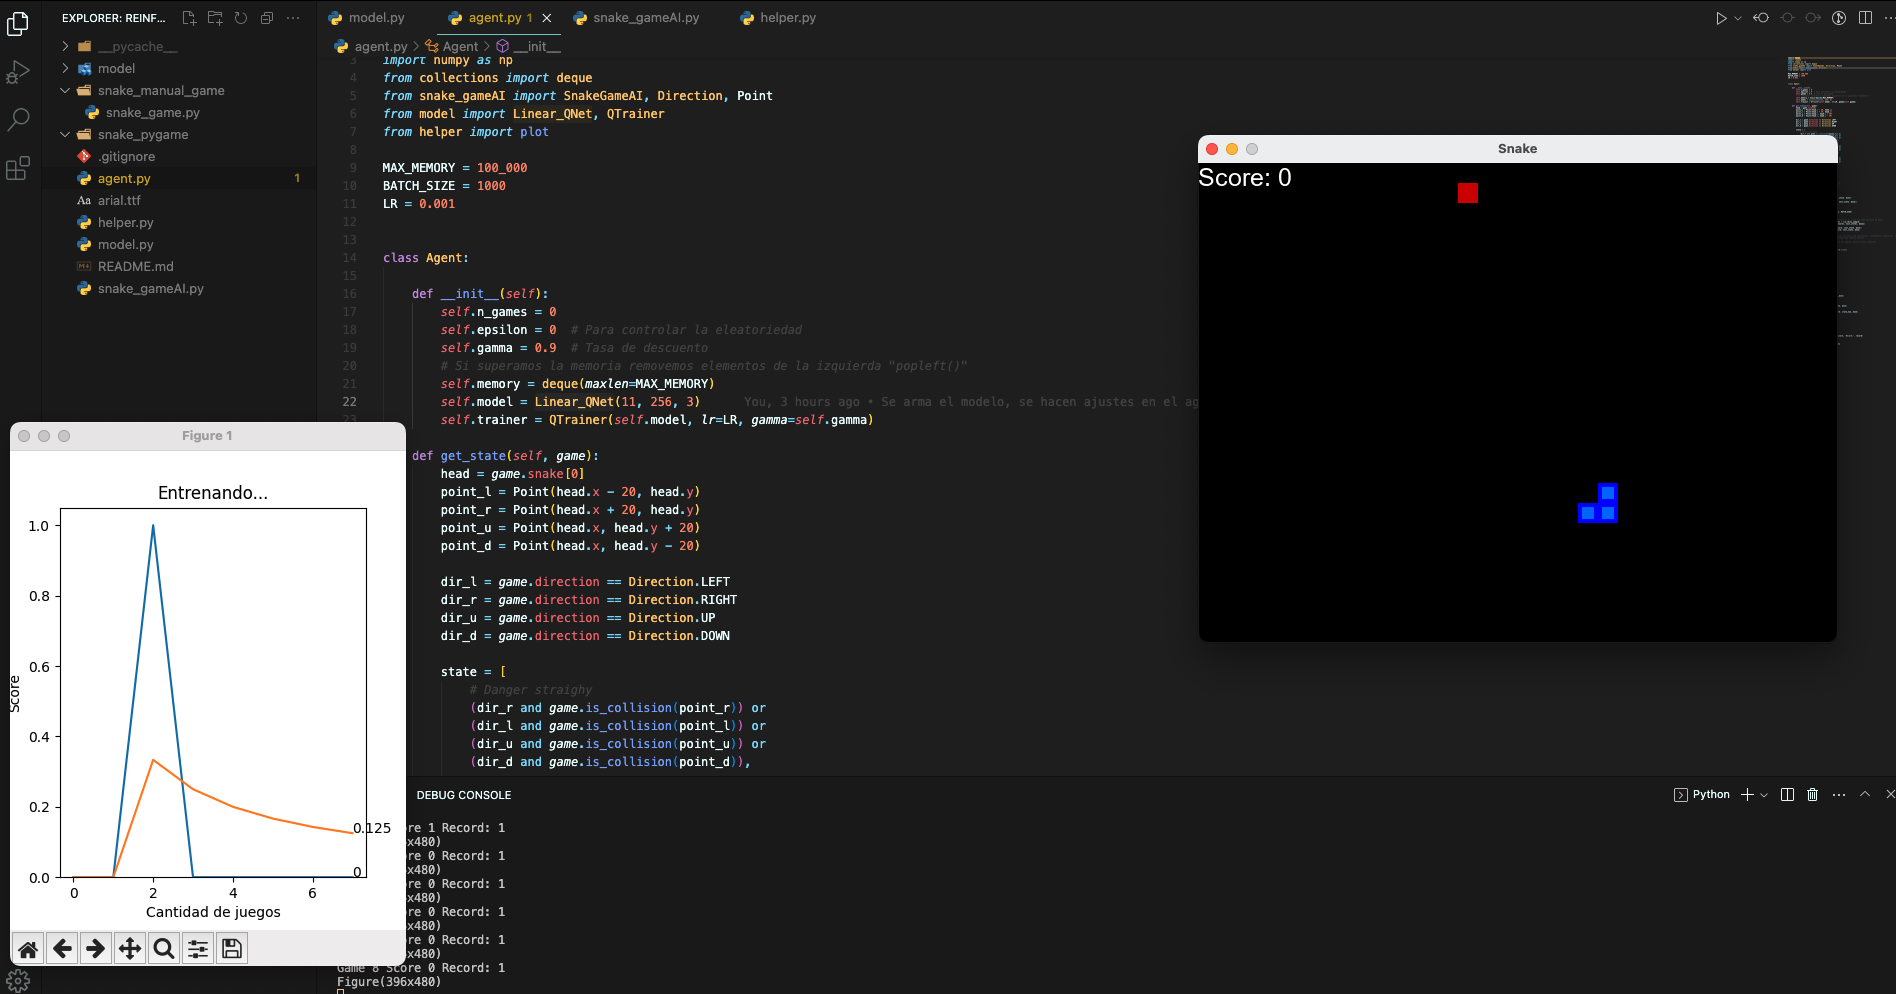 EXPLORER: REINF...
__pycache__
model
snake_manual_game
snake_game.py
snake_pygame
.gitignore
agent.py 1
arial.ttf
helper.py
model.py
README.md
snake_gameAI.py
model.py
agent.py 1
snake_gameAI.py
helper.py
agent.py > Agent > __init__
3 import numpy as np
4 from collections import deque
5 from snake_gameAI import SnakeGameAI, Direction, Point
6 from model import Linear_QNet, QTrainer
7 from helper import plot
8
9 MAX_MEMORY = 100_000
10 BATCH_SIZE = 1000
11 LR = 0.001
12
13
14 class Agent:
15
16 def __init__(self):
17 self.n_games = 0
18 self.epsilon = 0 # Para controlar la eleatoriedad
19 self.gamma = 0.9 # Tasa de descuento
20 # Si superamos la memoria removemos elementos de la izquierda "popleft()"
21 self.memory = deque(maxlen=MAX_MEMORY)
22 self.model = Linear_QNet(11, 256, 3) You, 3 hours ago • Se arma el modelo, se hacen ajustes en el ag
23 self.trainer = QTrainer(self.model, lr=LR, gamma=self.gamma)
def get_state(self, game):
head = game.snake[0]
point_l = Point(head.x - 20, head.y)
point_r = Point(head.x + 20, head.y)
point_u = Point(head.x, head.y + 20)
point_d = Point(head.x, head.y - 20)
dir_l = game.direction == Direction.LEFT
dir_r = game.direction == Direction.RIGHT
dir_u = game.direction == Direction.UP
dir_d = game.direction == Direction.DOWN
state = [
# Danger straighy
(dir_r and game.is_collision(point_r)) or
(dir_l and game.is_collision(point_l)) or
(dir_u and game.is_collision(point_u)) or
(dir_d and game.is_collision(point_d)),
Snake
Score: 0
Figure 1
Entrenando...
1.0
0.8
0.6
0.4
0.2
0.0
Score
0.125
0
0 2 4 6
Cantidad de juegos
DEBUG CONSOLE
Python
re 1 Record: 1
x480)
re 0 Record: 1
x480)
re 0 Record: 1
x480)
re 0 Record: 1
x480)
re 0 Record: 1
x480)
Game 8 Score 0 Record: 1
Figure(396x480)